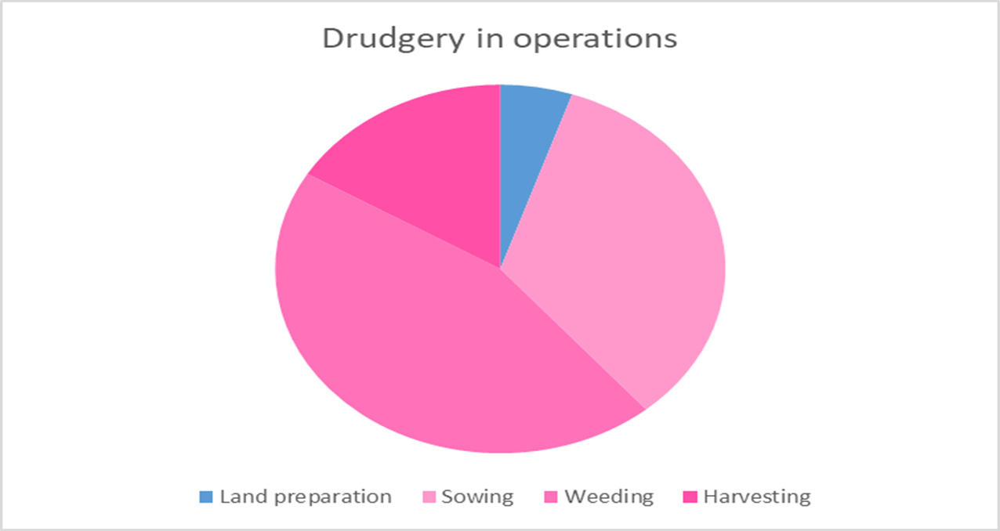 Drudgery in operations
Land preparation Sowing Weeding Harvesting